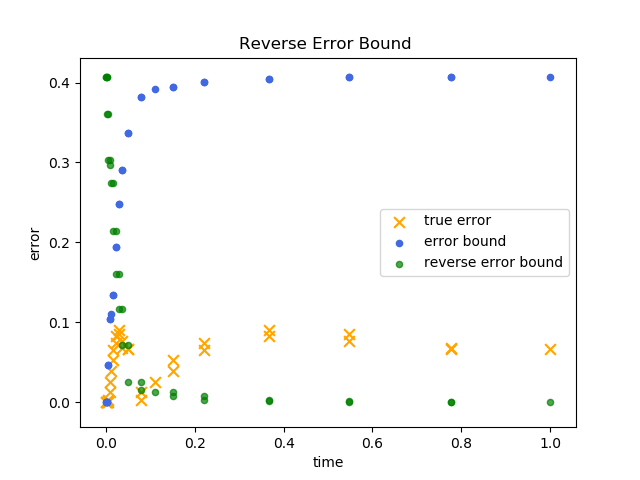 Reverse Error Bound
0.4
0.3
0.2
0.1
0.0
error
true error
error bound
reverse error bound
0.0 0.2 0.4 0.6 0.8 1.0
time